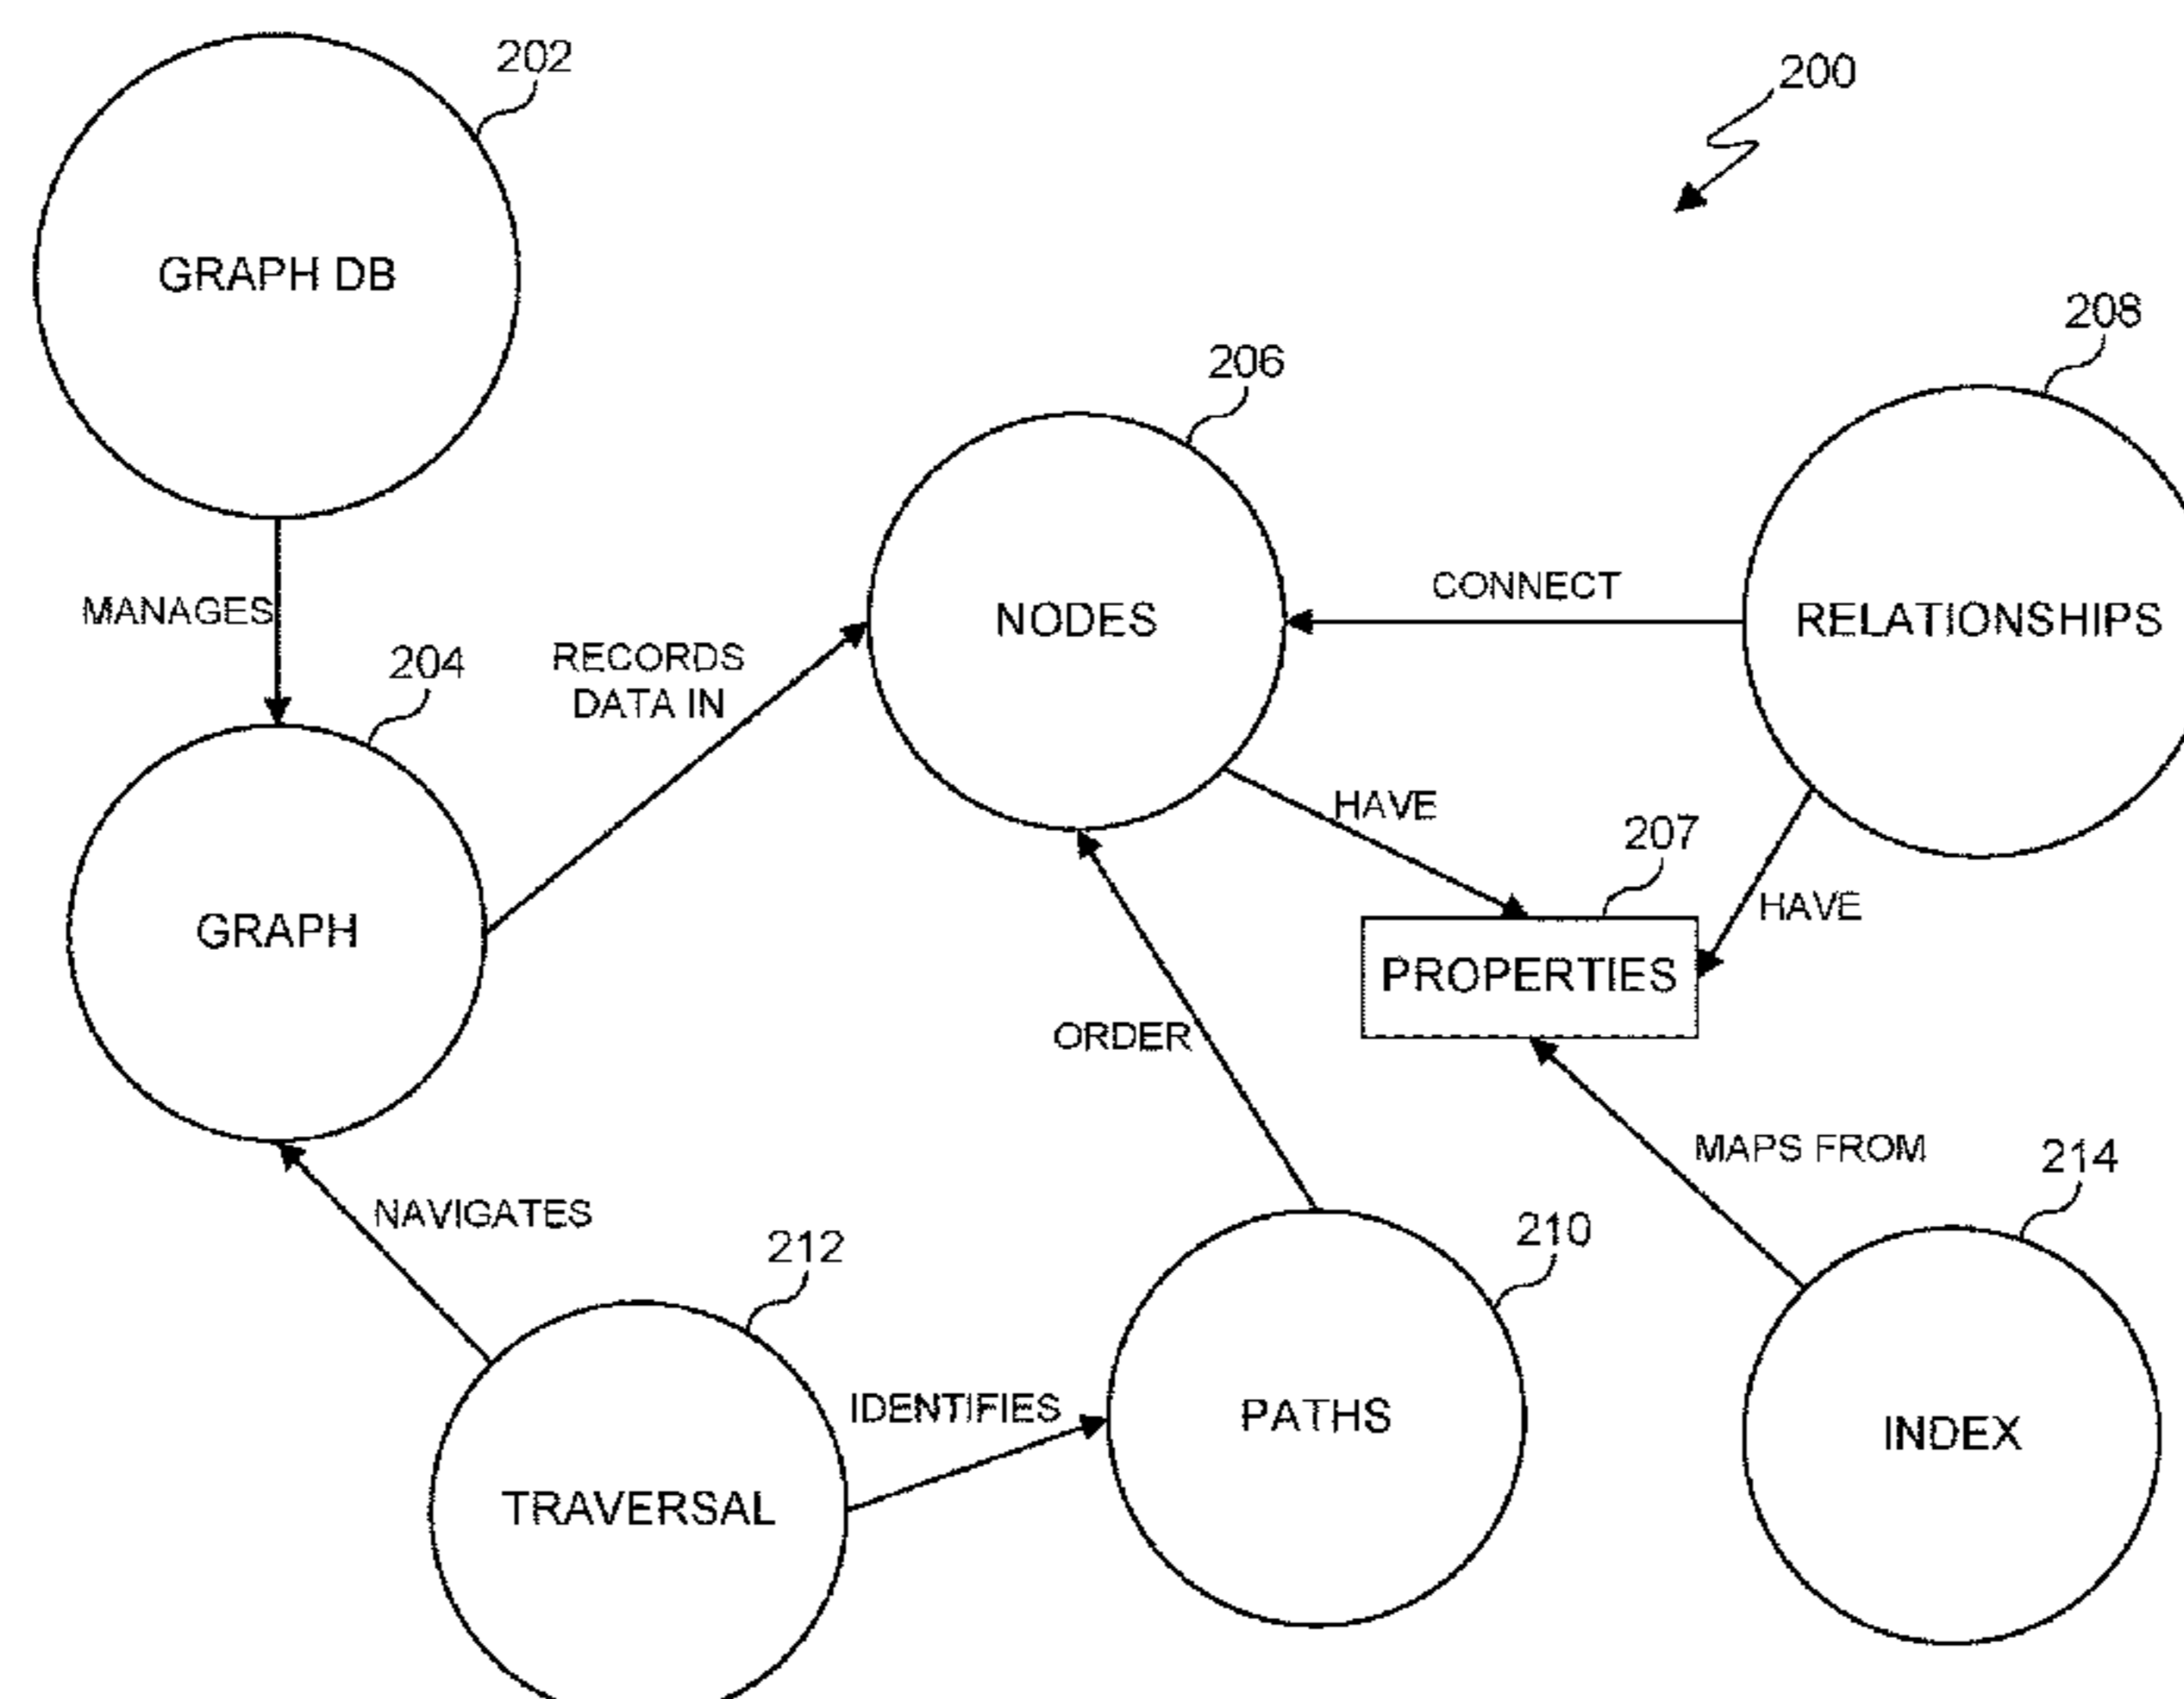 202
200
GRAPH DB
208
206
CONNECT
MANAGES
NODES
RELATIONSHIPS
204
RECORDS
DATA IN
HAVE
207
HAVE
GRAPH
PROPERTIES
ORDER
MAPS FROM
214
NAVIGATES
212
210
IDENTIFIES
PATHS
INDEX
TRAVERSAL